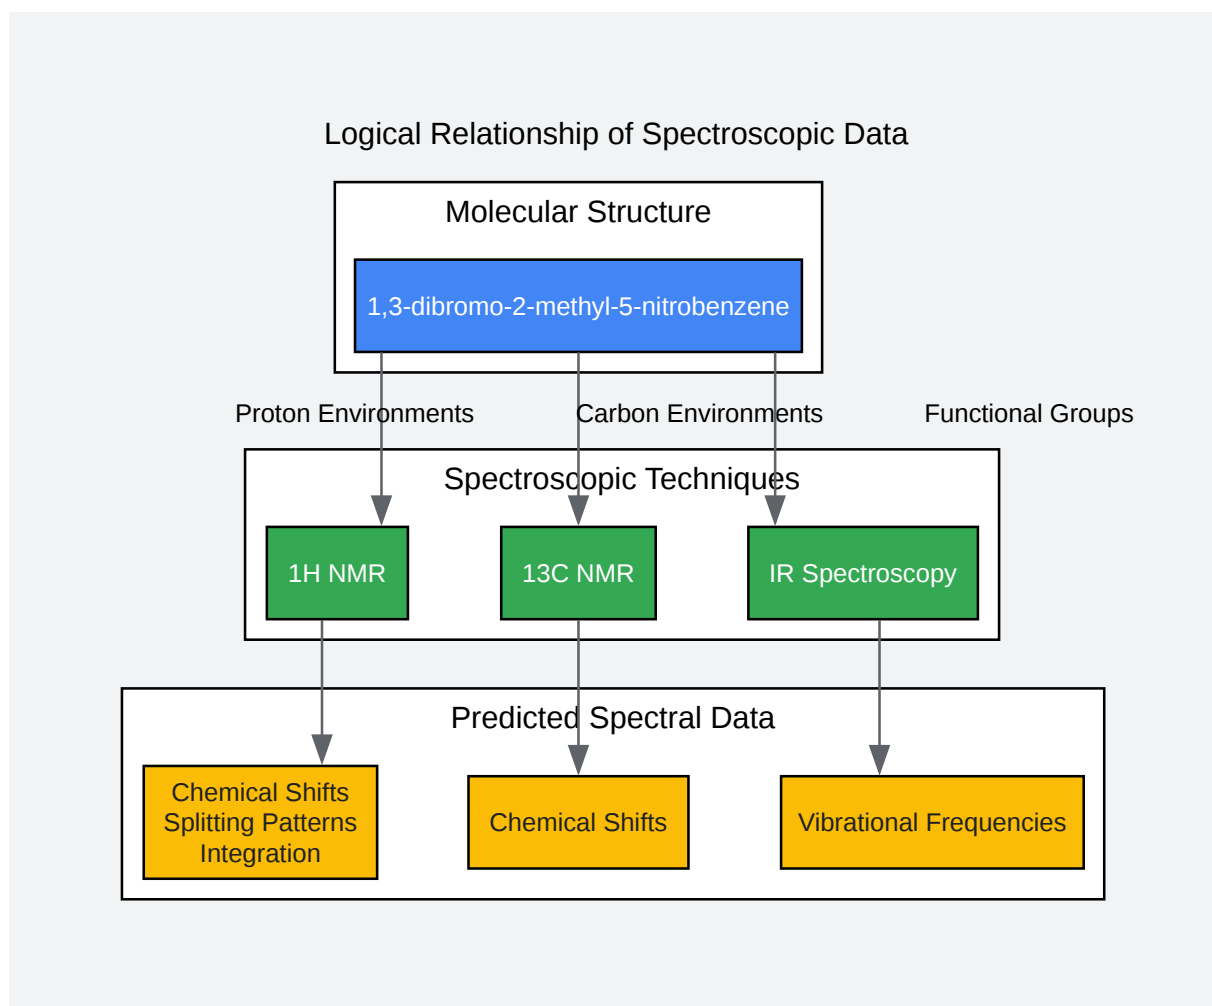 Logical Relationship of Spectroscopic Data
Molecular Structure
1,3-dibromo-2-methyl-5-nitrobenzene
Proton Environments
Carbon Environments
Functional Groups
Spectroscopic Techniques
1H NMR
13C NMR
IR Spectroscopy
Predicted Spectral Data
Chemical Shifts
Splitting Patterns
Integration
Chemical Shifts
Vibrational Frequencies